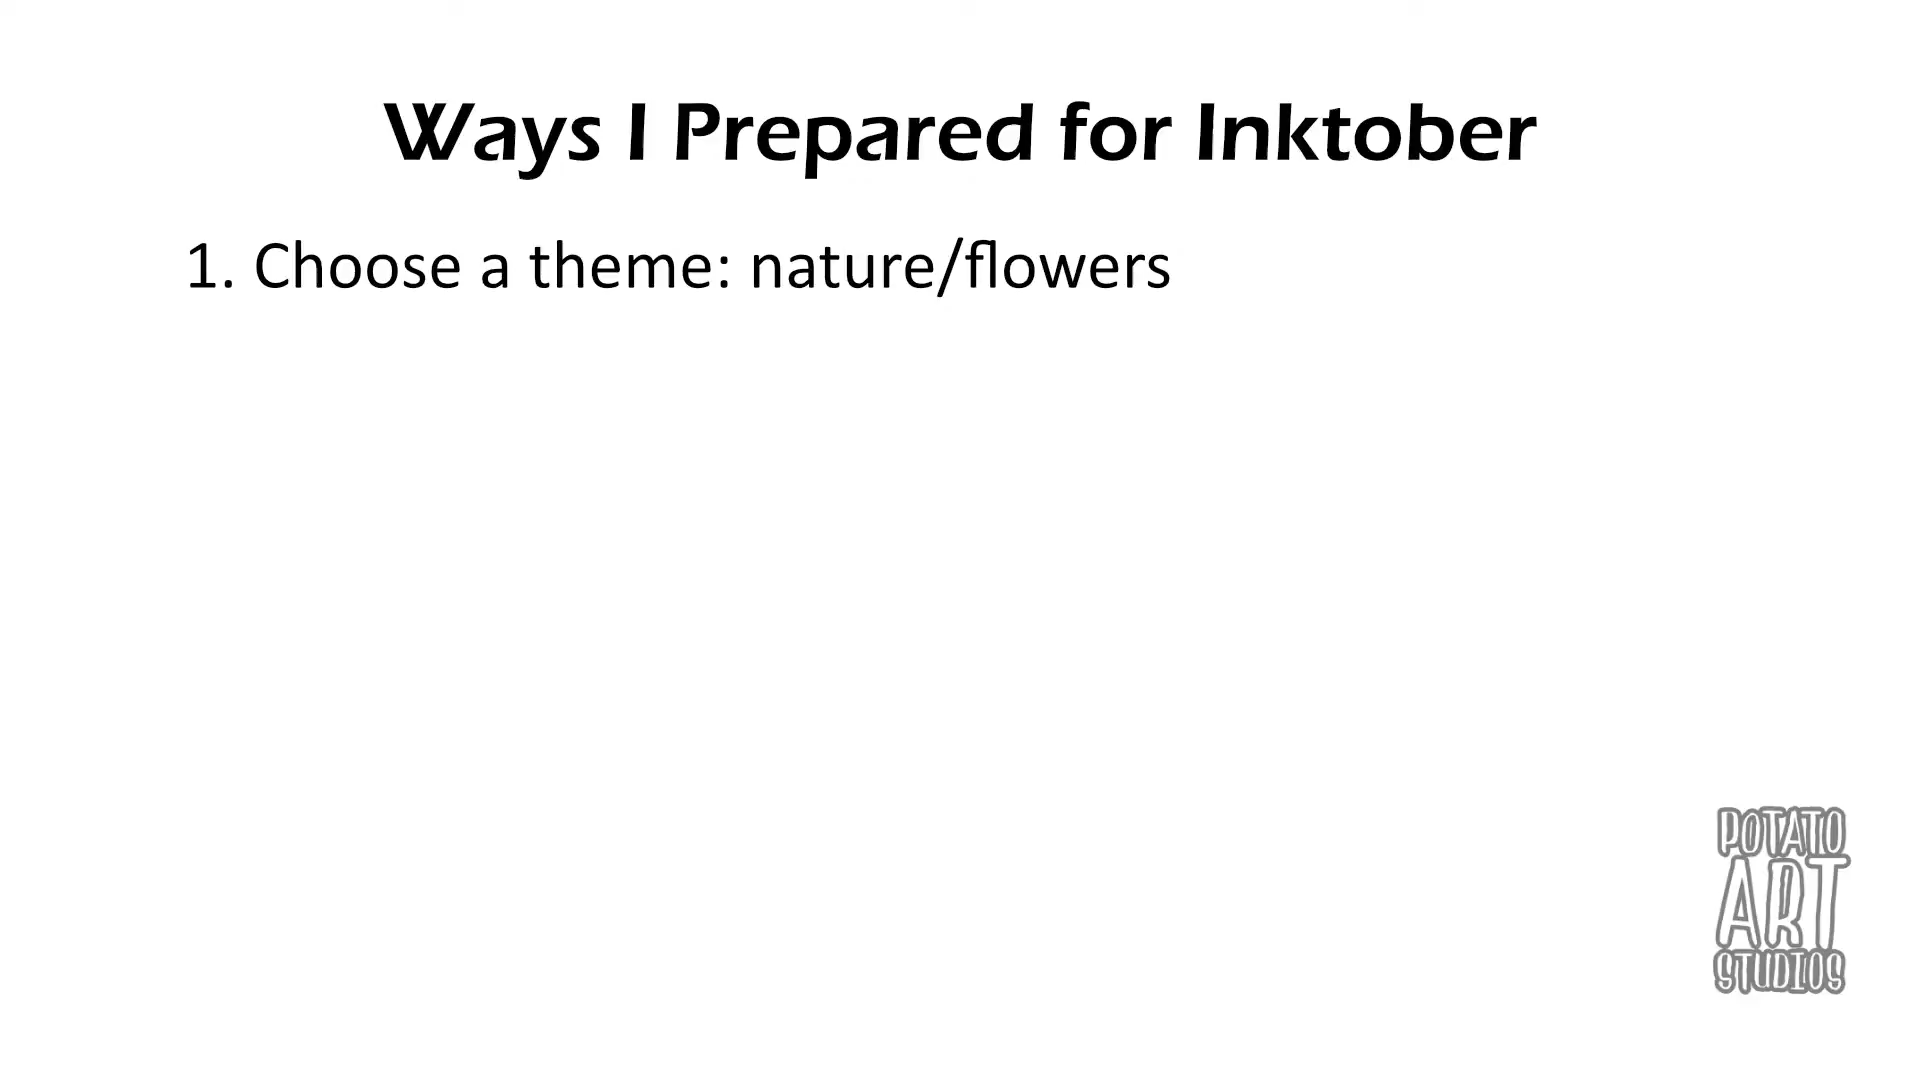 Ways I Prepared for Inktober
1. Choose a theme: nature/flowers
POTATO
ART
STUDIOS